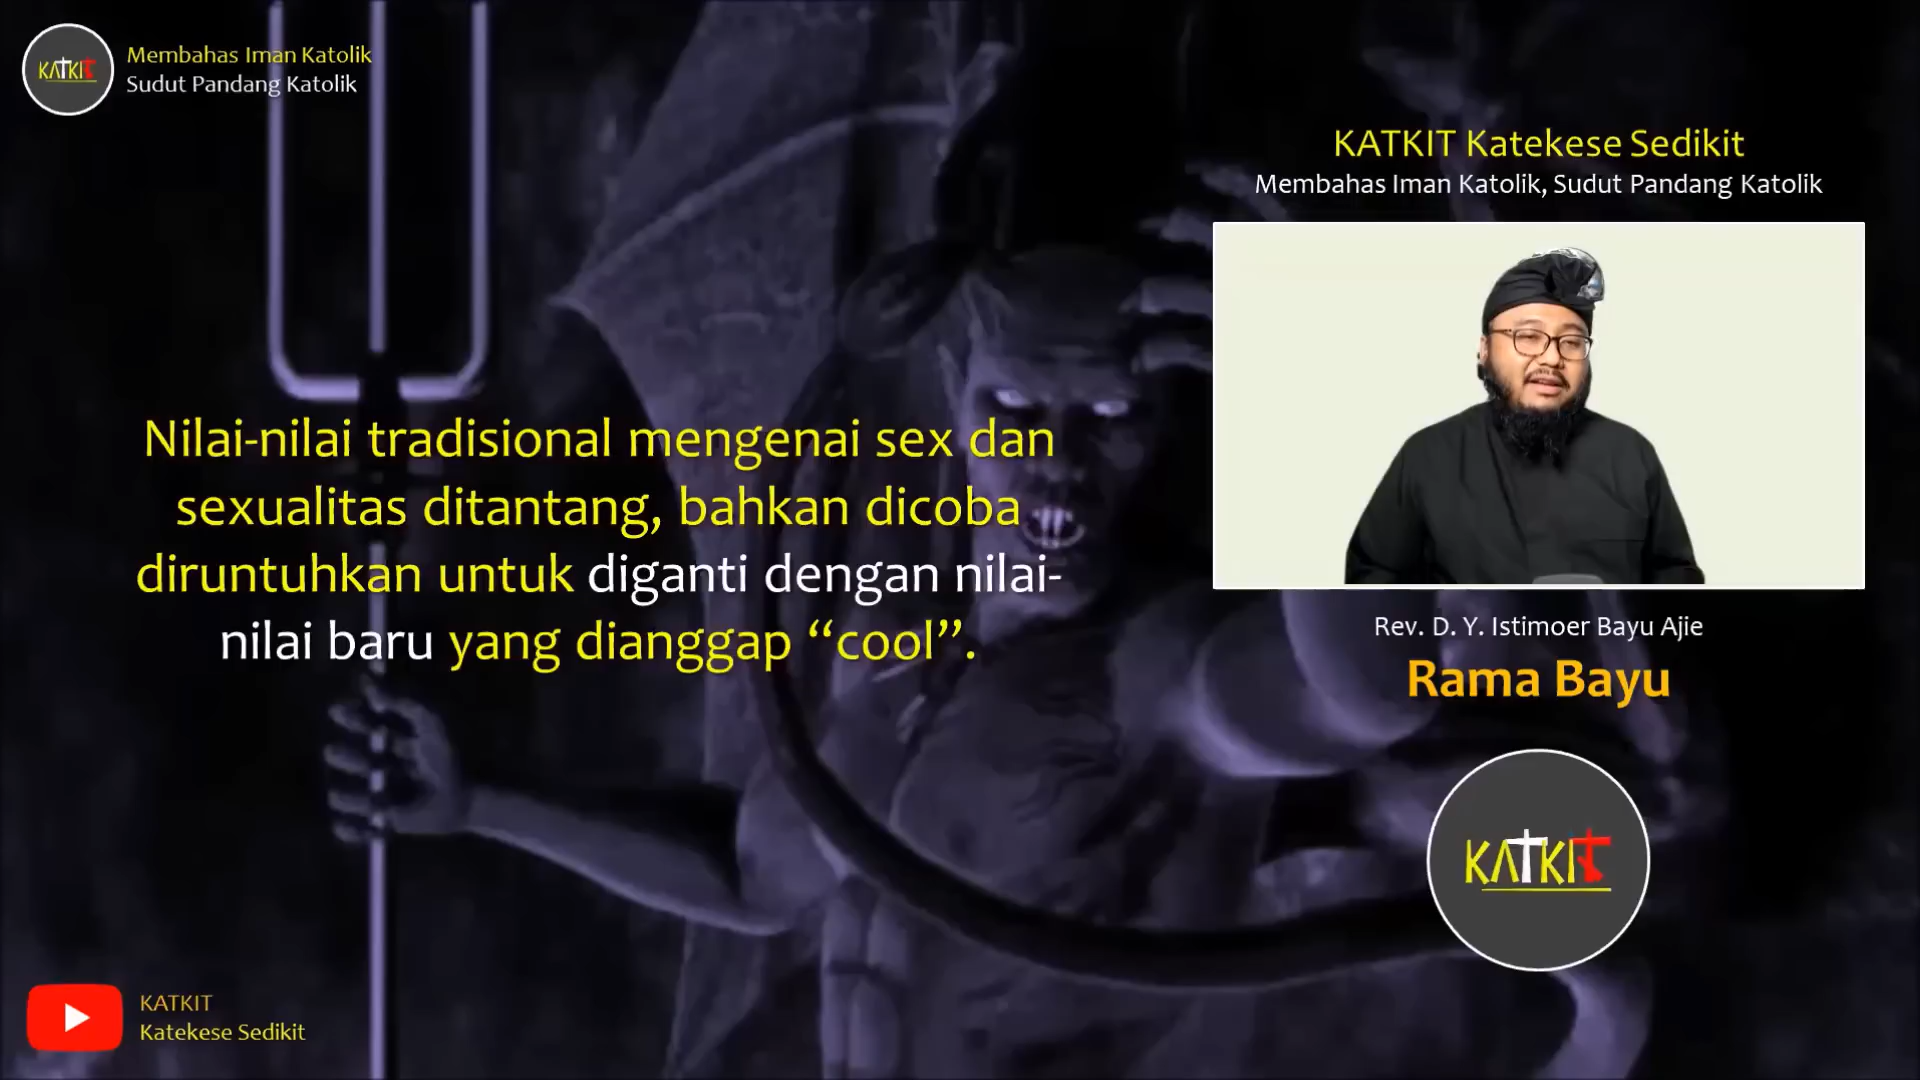 KATKIT
Membahas Iman Katolik
Sudut Pandang Katolik
Nilai-nilai tradisional mengenai sex dan
sexualitas ditantang, bahkan dicoba
diruntuhkan untuk diganti dengan nilai-
nilai baru yang dianggap “cool”.
KATKIT Katekese Sedikit
Membahas Iman Katolik, Sudut Pandang Katolik
Rev. D. Y. Istimoer Bayu Ajie
Rama Bayu
KATKIT
KATKIT
Katekese Sedikit